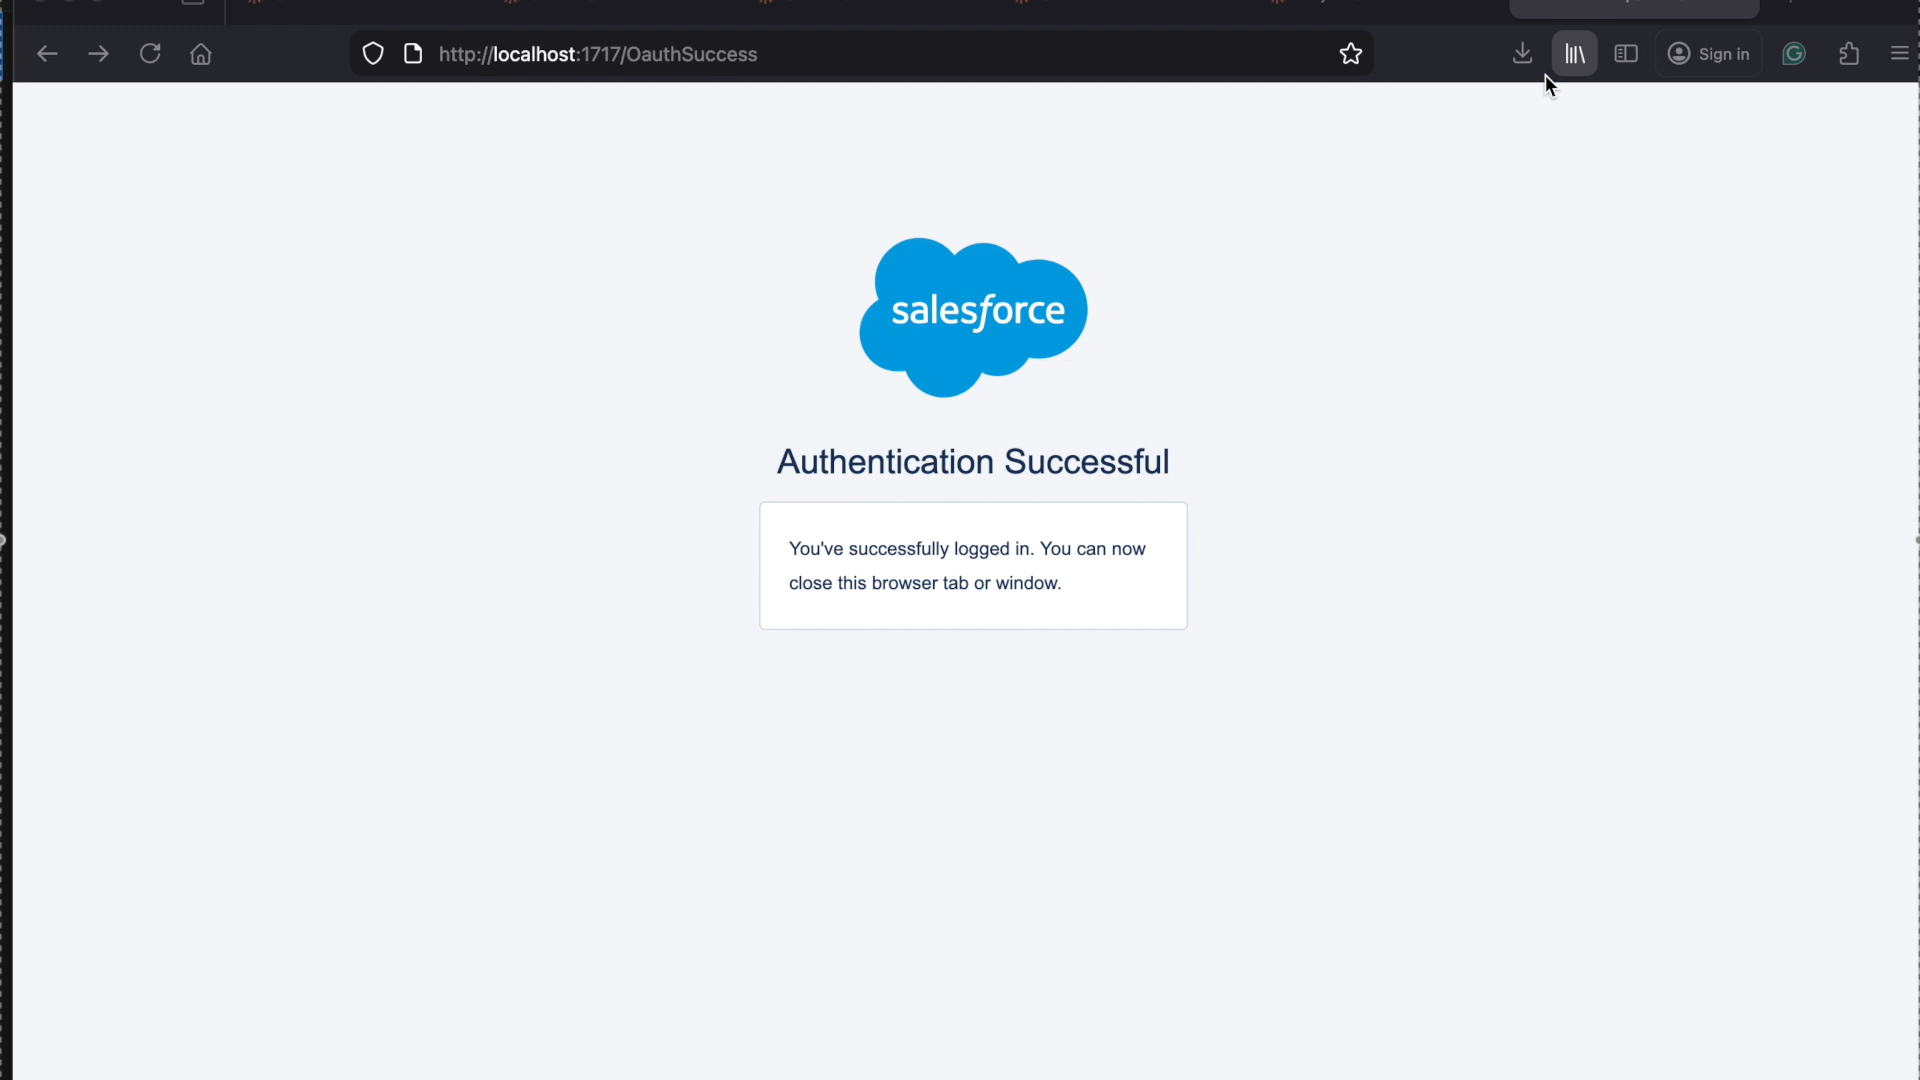 http://localhost:1717/OauthSuccess
Sign in
salesforce
Authentication Successful
You've successfully logged in. You can now
close this browser tab or window.